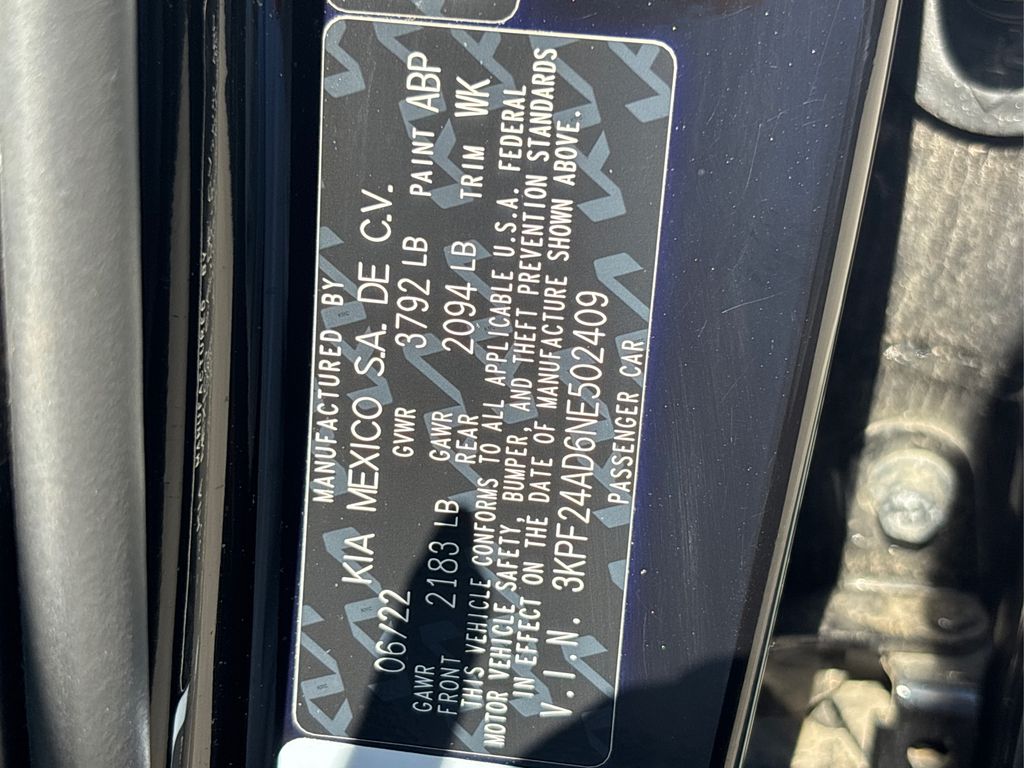 MANUFACTURED BY
KIA MEXICO S.A. DE C.V.
06/22 GVWR 3792 LB PAINT ABP
GAWR FRONT 2183 LB GAWR REAR 2094 LB TRIM WK
THIS VEHICLE CONFORMS TO ALL APPLICABLE U.S.A. FEDERAL
MOTOR VEHICLE SAFETY, BUMPER, AND THEFT PREVENTION STANDARDS
IN EFFECT ON THE DATE OF MANUFACTURE SHOWN ABOVE.
V.I.N. 3KPF24AD6NE502409
PASSENGER CAR